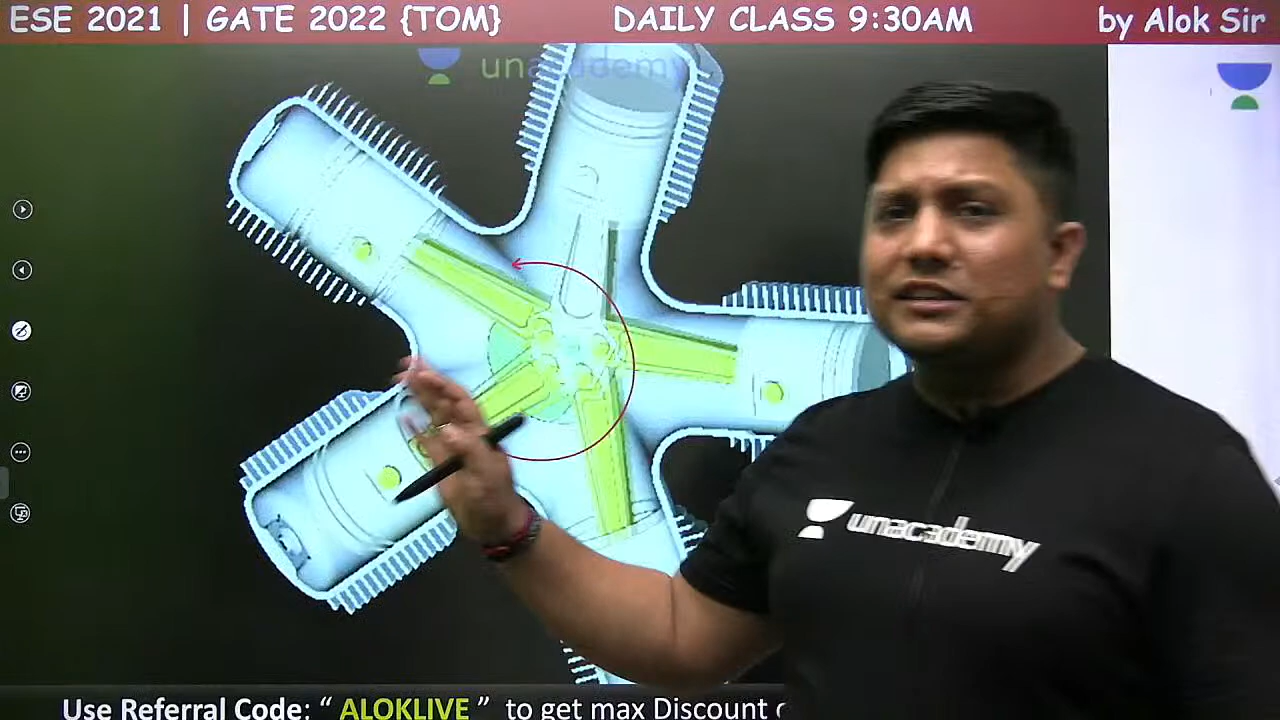 ESE 2021 | GATE 2022 {TOM} DAILY CLASS 9:30AM by Alok Sir
unacademy
unacademy
Use Referral Code: “ ALOKLIVE ” to get max Discount